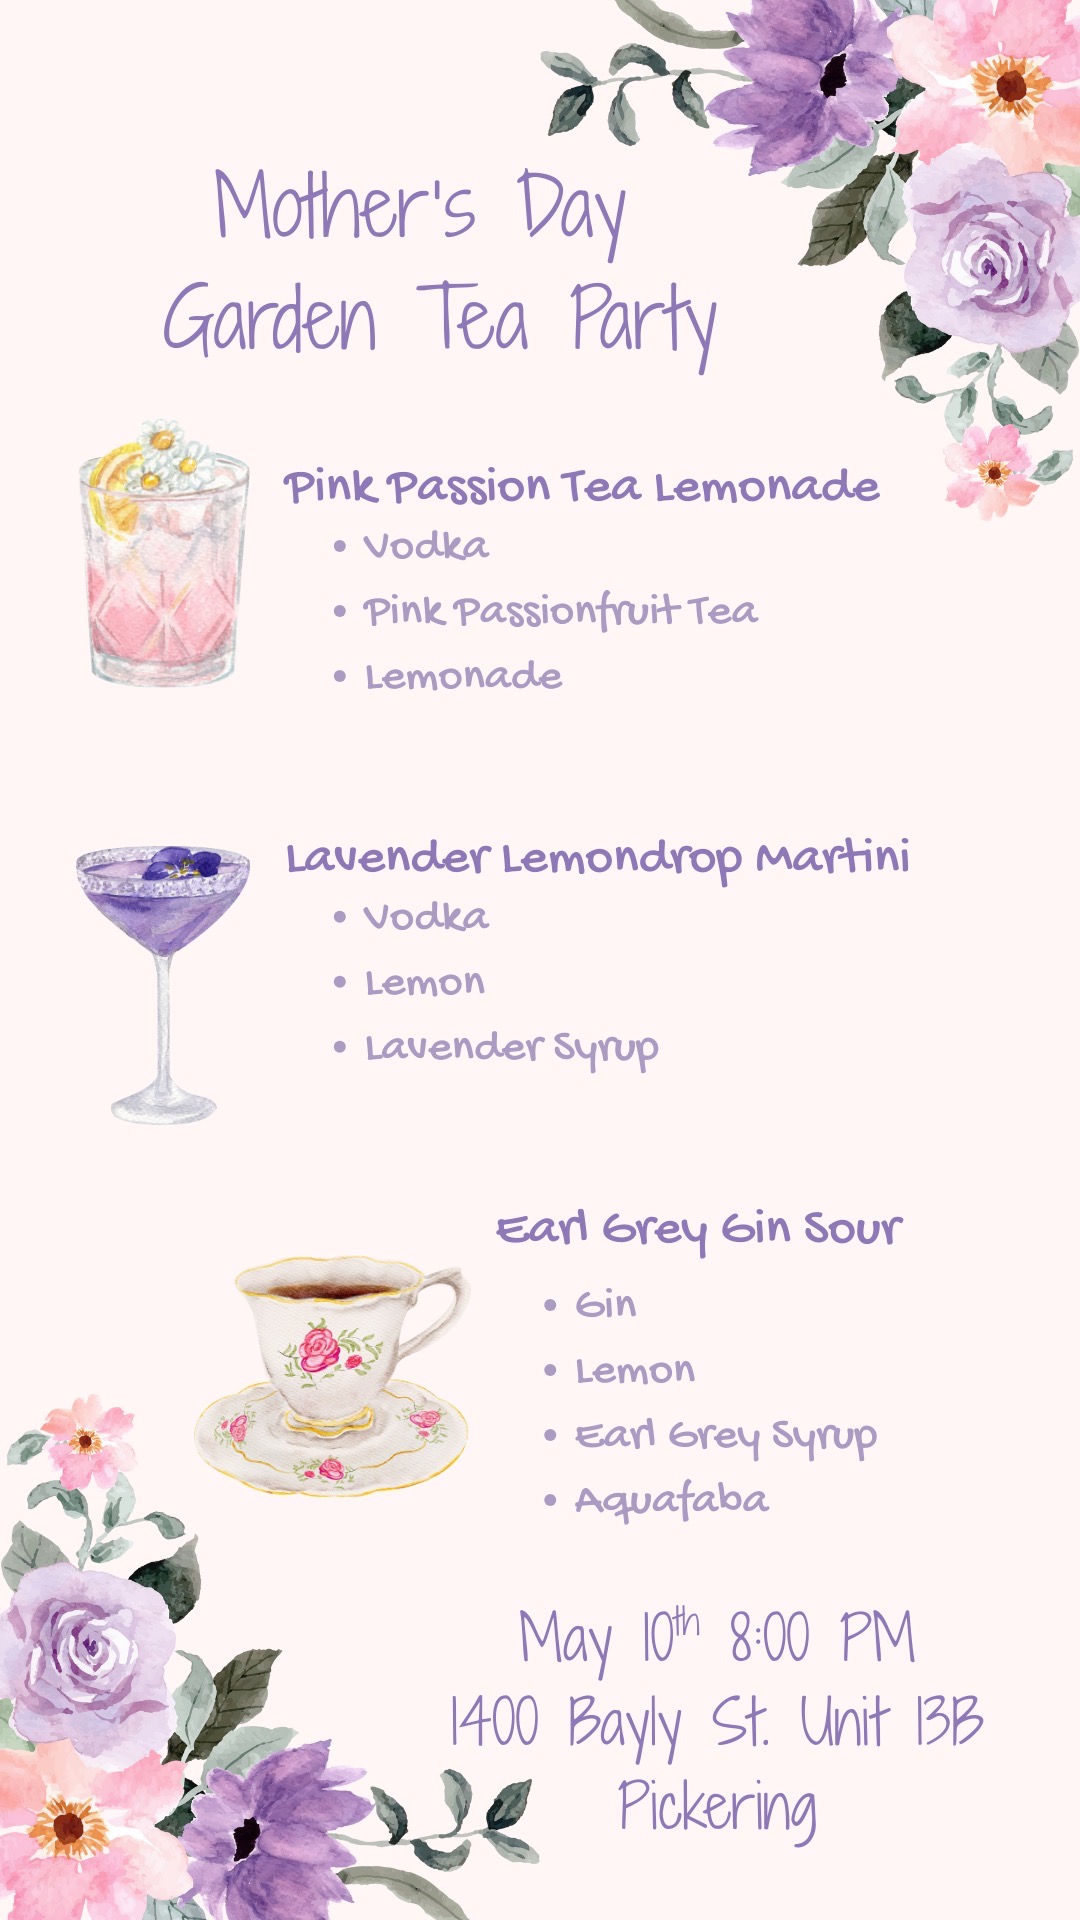 Mother's Day
Garden Tea Party
Pink Passion Tea Lemonade
• Vodka
• Pink Passionfruit Tea
• Lemonade
Lavender Lemondrop Martini
• Vodka
• Lemon
• Lavender Syrup
Earl Grey Gin Sour
• Gin
• Lemon
• Earl Grey Syrup
• Aquafaba
May 10th 8:00 PM
1400 Bayly St. Unit 13B
Pickering